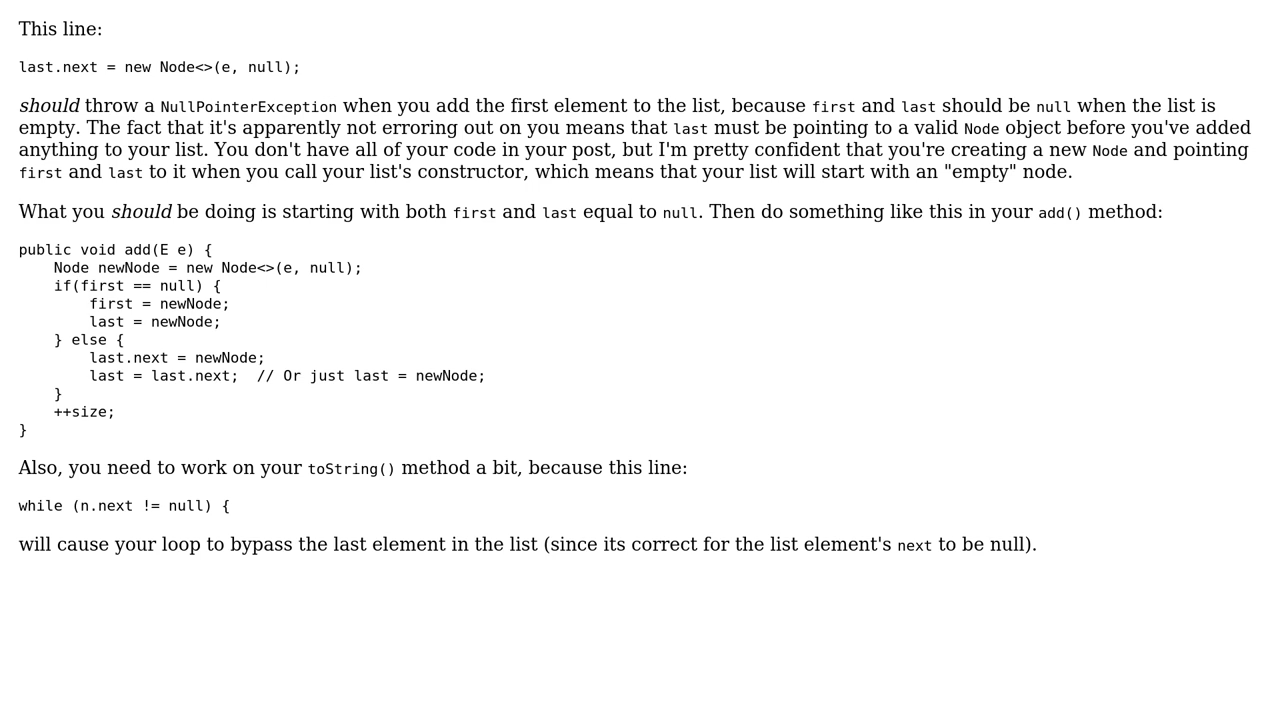 This line:
last.next = new Node<>(e, null);
should throw a NullPointerException when you add the first element to the list, because first and last should be null when the list is
empty. The fact that it's apparently not erroring out on you means that last must be pointing to a valid Node object before you've added
anything to your list. You don't have all of your code in your post, but I'm pretty confident that you're creating a new Node and pointing
first and last to it when you call your list's constructor, which means that your list will start with an "empty" node.
What you should be doing is starting with both first and last equal to null. Then do something like this in your add() method:
public void add(E e) {
    Node newNode = new Node<>(e, null);
    if(first == null) {
        first = newNode;
        last = newNode;
    } else {
        last.next = newNode;
        last = last.next;  // Or just last = newNode;
    }
    ++size;
}
Also, you need to work on your toString() method a bit, because this line:
while (n.next != null) {
will cause your loop to bypass the last element in the list (since its correct for the list element's next to be null).